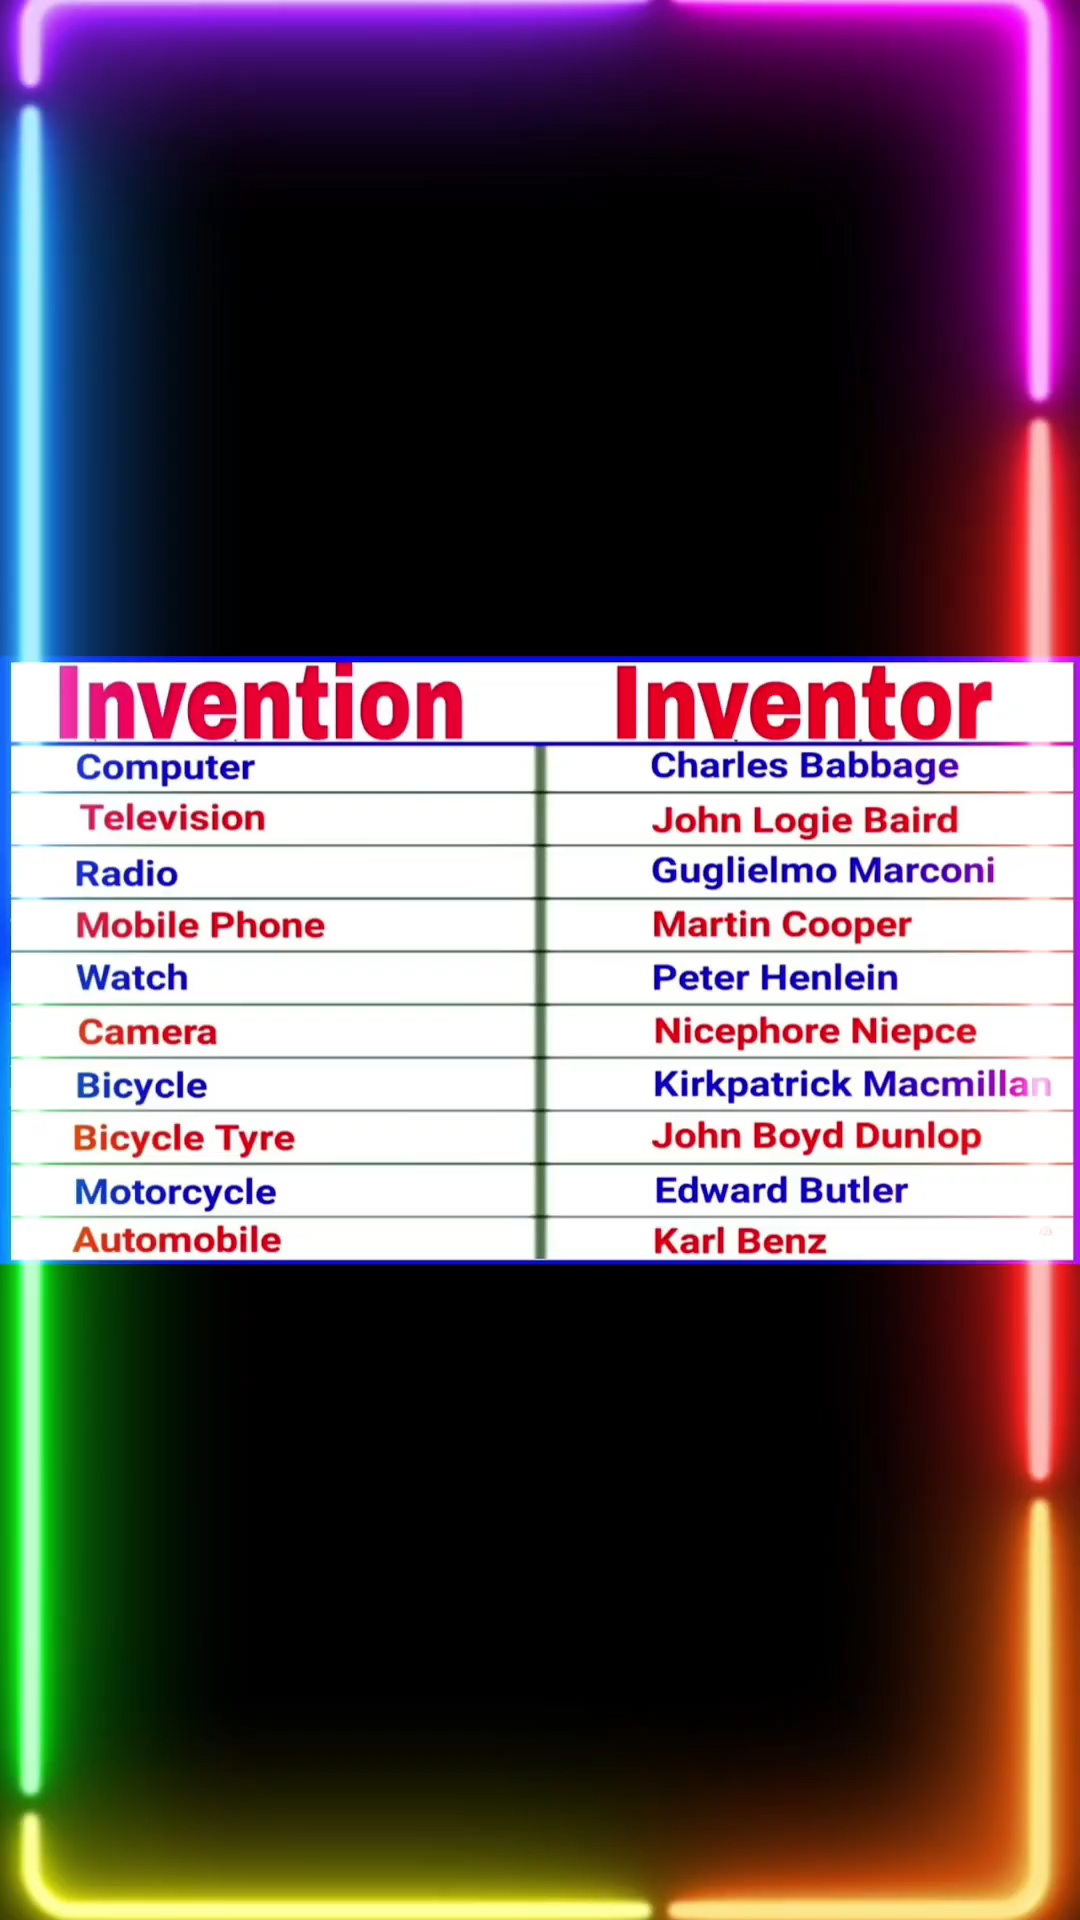 Invention Inventor
Computer Charles Babbage
Television John Logie Baird
Radio Guglielmo Marconi
Mobile Phone Martin Cooper
Watch Peter Henlein
Camera Nicephore Niepce
Bicycle Kirkpatrick Macmillan
Bicycle Tyre John Boyd Dunlop
Motorcycle Edward Butler
Automobile Karl Benz